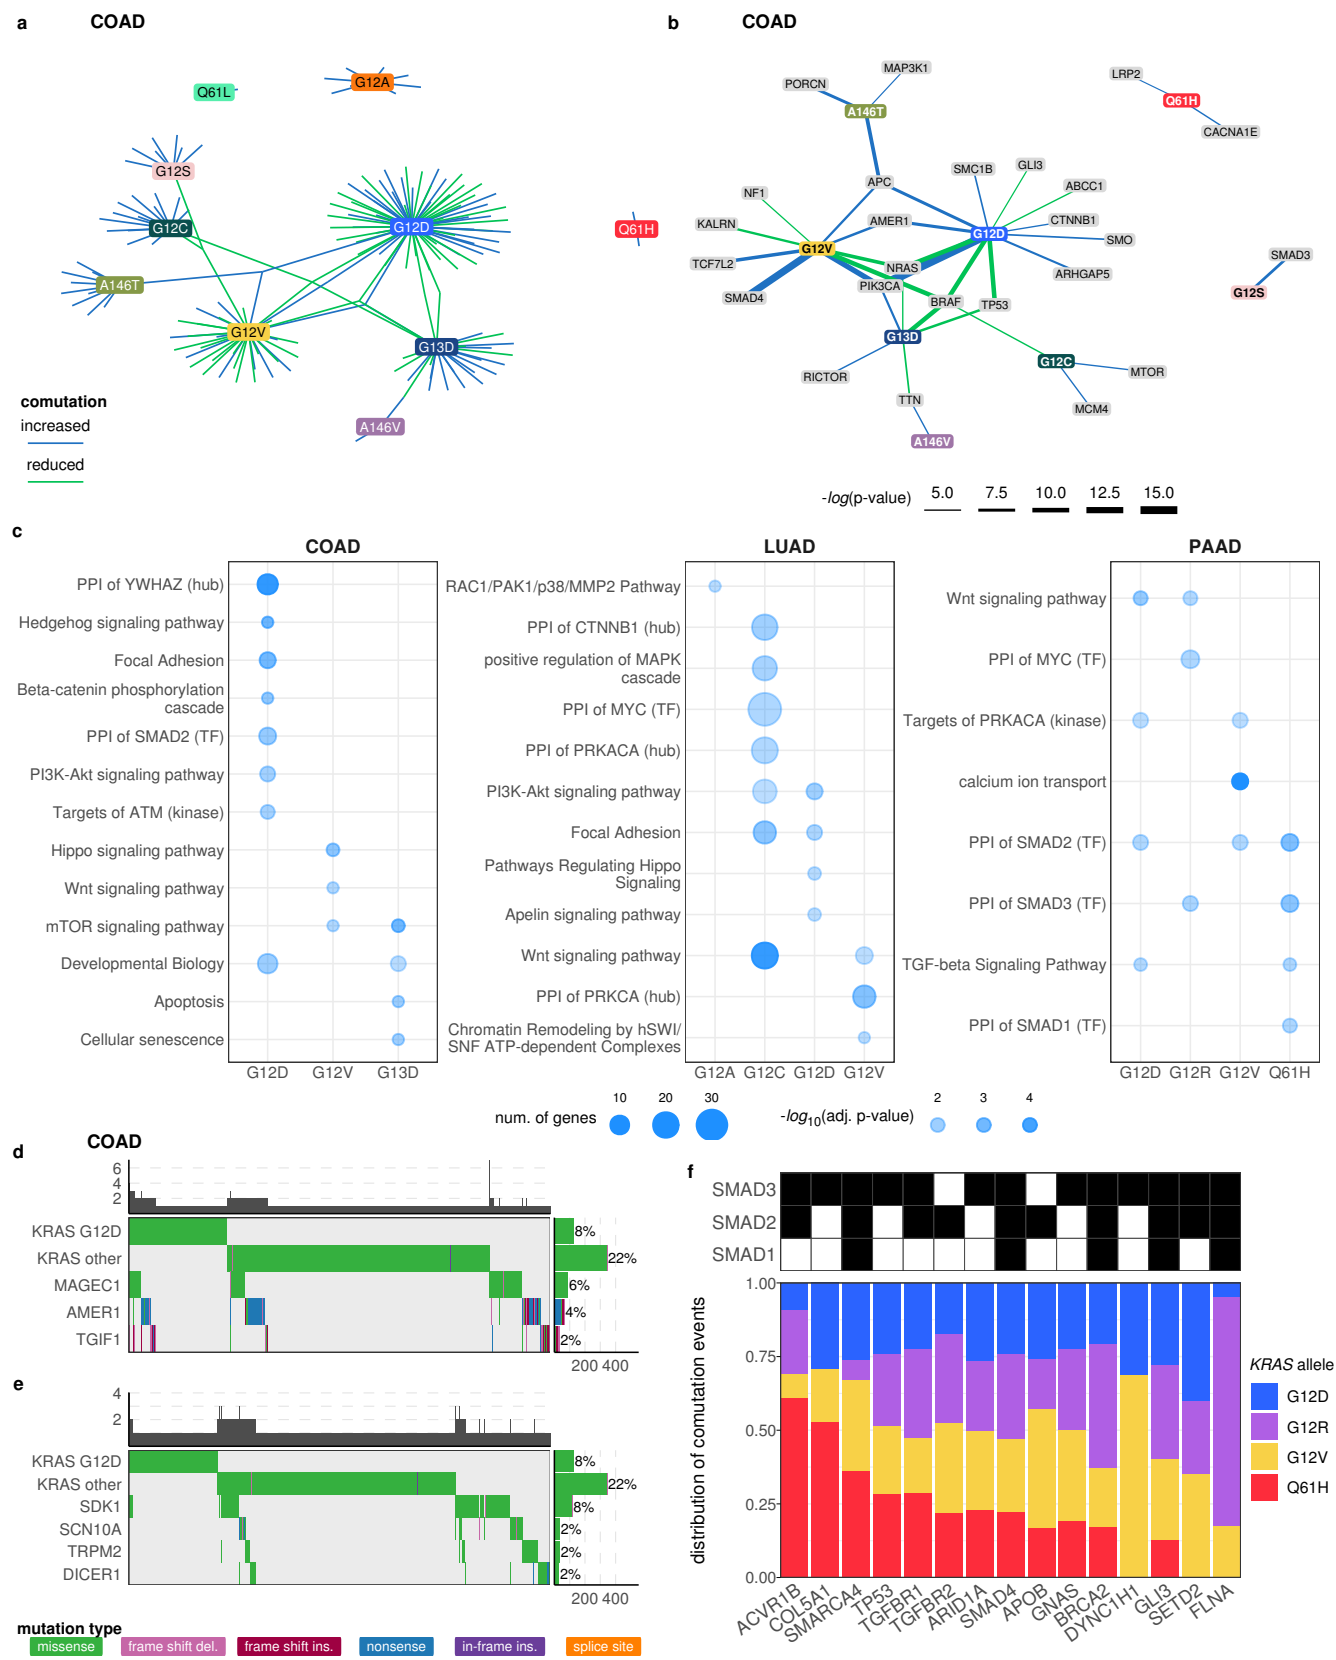 a
COAD
Q61L
G12A
G12S
G12C
G12D
Q61H
A146T
G12V
G13D
A146V
comutation
increased
reduced
b
COAD
MAP3K1
PORCN
A146T
LRP2
Q61H
CACNA1E
SMC1B
GLI3
APC
ABCC1
NF1
AMER1
CTNNB1
KALRN
G12D
SMO
G12V
TCF7L2
NRAS
ARHGAP5
SMAD3
PIK3CA
G12S
SMAD4
BRAF
TP53
G13D
G12C
RICTOR
MTOR
TTN
MCM4
A146V
-log(p-value) 5.0 7.5 10.0 12.5 15.0
c
COAD
PPI of YWHAZ (hub)
Hedgehog signaling pathway
Focal Adhesion
Beta-catenin phosphorylation
cascade
PPI of SMAD2 (TF)
PI3K-Akt signaling pathway
Targets of ATM (kinase)
Hippo signaling pathway
Wnt signaling pathway
mTOR signaling pathway
Developmental Biology
Apoptosis
Cellular senescence
G12D G12V G13D
LUAD
RAC1/PAK1/p38/MMP2 Pathway
PPI of CTNNB1 (hub)
positive regulation of MAPK
cascade
PPI of MYC (TF)
PPI of PRKACA (hub)
PI3K-Akt signaling pathway
Focal Adhesion
Pathways Regulating Hippo
Signaling
Apelin signaling pathway
Wnt signaling pathway
PPI of PRKCA (hub)
Chromatin Remodeling by hSWI/
SNF ATP-dependent Complexes
G12A G12C G12D G12V
PAAD
Wnt signaling pathway
PPI of MYC (TF)
Targets of PRKACA (kinase)
calcium ion transport
PPI of SMAD2 (TF)
PPI of SMAD3 (TF)
TGF-beta Signaling Pathway
PPI of SMAD1 (TF)
G12D G12R G12V Q61H
num. of genes 10 20 30
-log10(adj. p-value) 2 3 4
d
COAD
6
4
2
KRAS G12D 8%
KRAS other 22%
MAGEC1 6%
AMER1 4%
TGIF1 2%
200 400
e
4
2
KRAS G12D 8%
KRAS other 22%
SDK1 8%
SCN10A 2%
TRPM2 2%
DICER1 2%
200 400
mutation type
missense frame shift del. frame shift ins. nonsense in-frame ins. splice site
f
SMAD3
SMAD2
SMAD1
distribution of comutation events
1.00
0.75
0.50
0.25
0.00
ACVR1B
COL5A1
SMARCA4
TP53
TGFBR1
TGFBR2
ARID1A
SMAD4
APOB
GNAS
BRCA2
DYNC1H1
GLI3
SETD2
FLNA
KRAS allele
G12D
G12R
G12V
Q61H